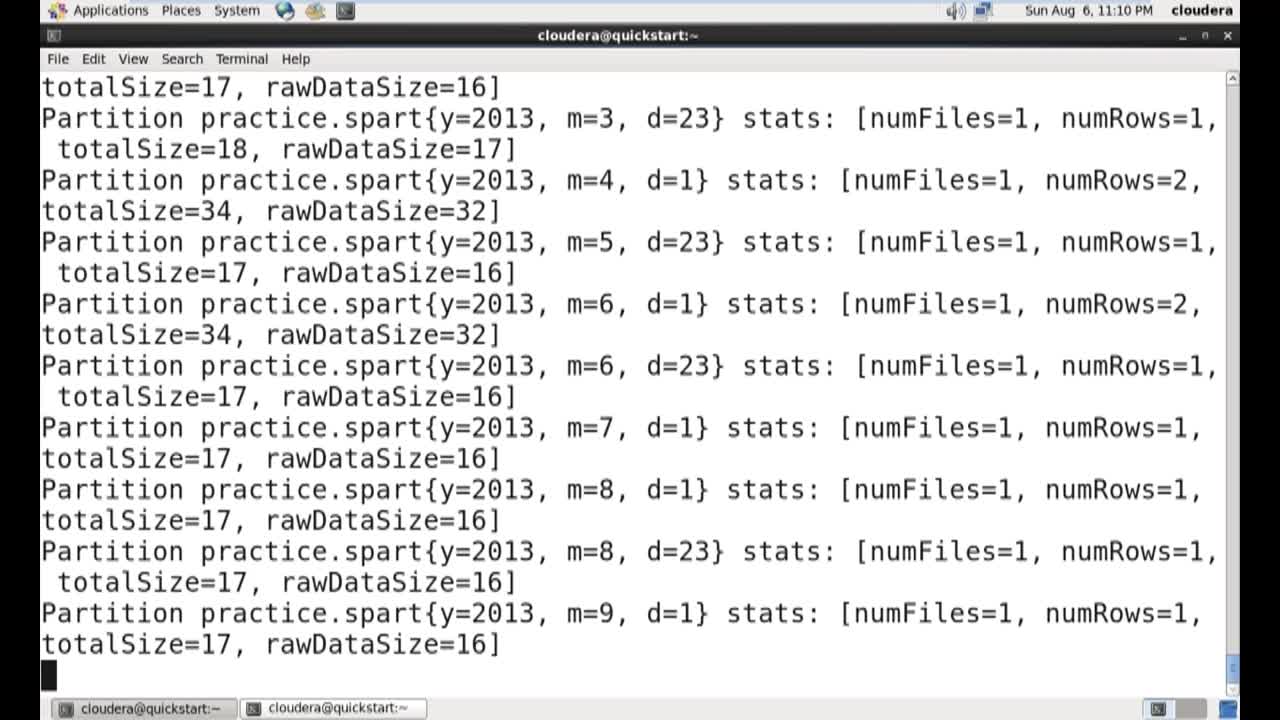 Applications Places System Sun Aug 6, 11:10 PM cloudera
cloudera@quickstart:~
File Edit View Search Terminal Help
totalSize=17, rawDataSize=16]
Partition practice.spart{y=2013, m=3, d=23} stats: [numFiles=1, numRows=1,
 totalSize=18, rawDataSize=17]
Partition practice.spart{y=2013, m=4, d=1} stats: [numFiles=1, numRows=2,
totalSize=34, rawDataSize=32]
Partition practice.spart{y=2013, m=5, d=23} stats: [numFiles=1, numRows=1,
 totalSize=17, rawDataSize=16]
Partition practice.spart{y=2013, m=6, d=1} stats: [numFiles=1, numRows=2,
totalSize=34, rawDataSize=32]
Partition practice.spart{y=2013, m=6, d=23} stats: [numFiles=1, numRows=1,
 totalSize=17, rawDataSize=16]
Partition practice.spart{y=2013, m=7, d=1} stats: [numFiles=1, numRows=1,
totalSize=17, rawDataSize=16]
Partition practice.spart{y=2013, m=8, d=1} stats: [numFiles=1, numRows=1,
totalSize=17, rawDataSize=16]
Partition practice.spart{y=2013, m=8, d=23} stats: [numFiles=1, numRows=1,
 totalSize=17, rawDataSize=16]
Partition practice.spart{y=2013, m=9, d=1} stats: [numFiles=1, numRows=1,
totalSize=17, rawDataSize=16]
cloudera@quickstart:~ cloudera@quickstart:~